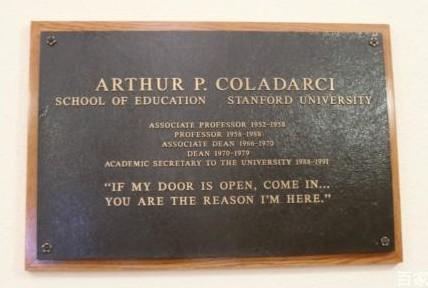 ARTHUR P. COLADARCI
SCHOOL OF EDUCATION STANFORD UNIVERSITY
ASSOCIATE PROFESSOR 1952-1958
PROFESSOR 1958-1988
ASSOCIATE DEAN 1966-1970
DEAN 1970-1979
ACADEMIC SECRETARY TO THE UNIVERSITY 1988-1991
“IF MY DOOR IS OPEN, COME IN...
YOU ARE THE REASON I'M HERE.”
百家